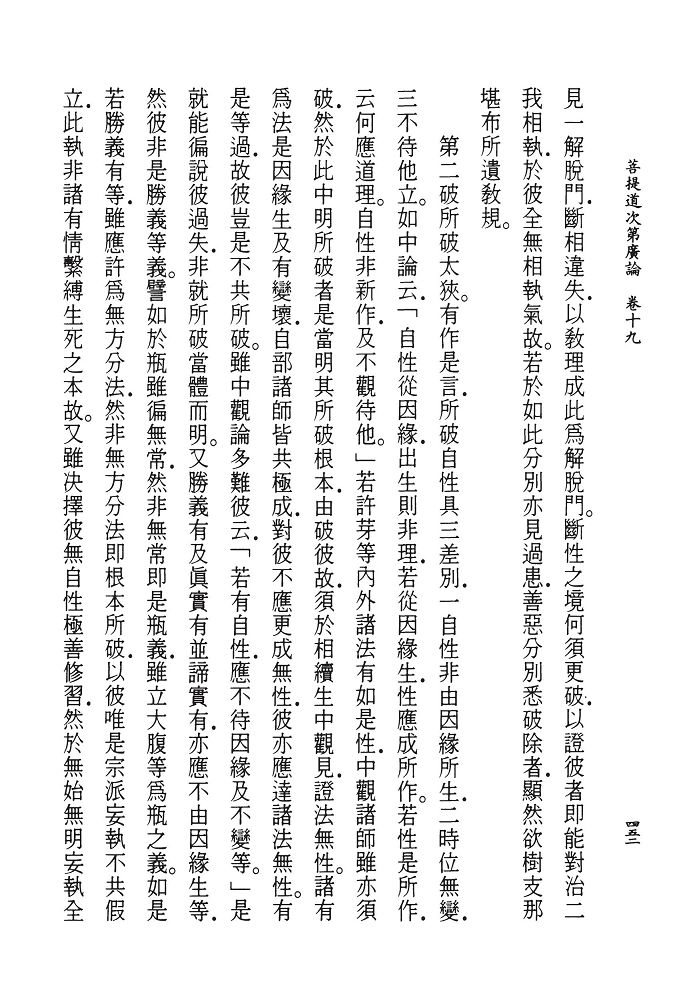 菩提道次第廣論　卷十九
四五二
見一解脫門．斷相違失．以教理成此爲解脫門。斷性之境何須更破．以證彼者即能對治二
我相執．於彼全無相執氣故。若於如此分別亦見過患．善惡分別悉破除者．顯然欲樹支那
堪布所遺教規。
第二破所破太狹。有作是言．所破自性具三差別．一自性非由因緣所生．二時位無變．
三不待他立。如中論云．「自性從因緣．出生則非理．若從因緣生．性應成所作。若性是所作．
云何應道理。自性非新作．及不觀待他。」若許芽等內外諸法有如是性．中觀諸師雖亦須
破．然於此中明所破者．是當明其所破根本．由破彼故．須於相續生中觀見．證法無性。諸有
爲法是因緣生及有變壞．自部諸師皆共極成．對彼不應更成無性．彼亦應達諸法無性。有
是等過．故彼豈是不共所破。雖中觀論多難彼云．「若有自性．應不待因緣及不變等。」是
就能徧說彼過失．非就所破當體而明。又勝義有及眞實有並諦實有．亦應不由因緣生等．
然彼非是勝義等義。譬如於瓶雖徧無常．然非無常即是瓶義．雖立大腹等爲瓶之義。如是
若勝義有等．雖應許爲無方分法．然非無方分法即根本所破．以彼唯是宗派妄執不共假
立．此執非諸有情繫縛生死之本故。又雖決擇彼無自性極善修習．然於無始無明妄執全